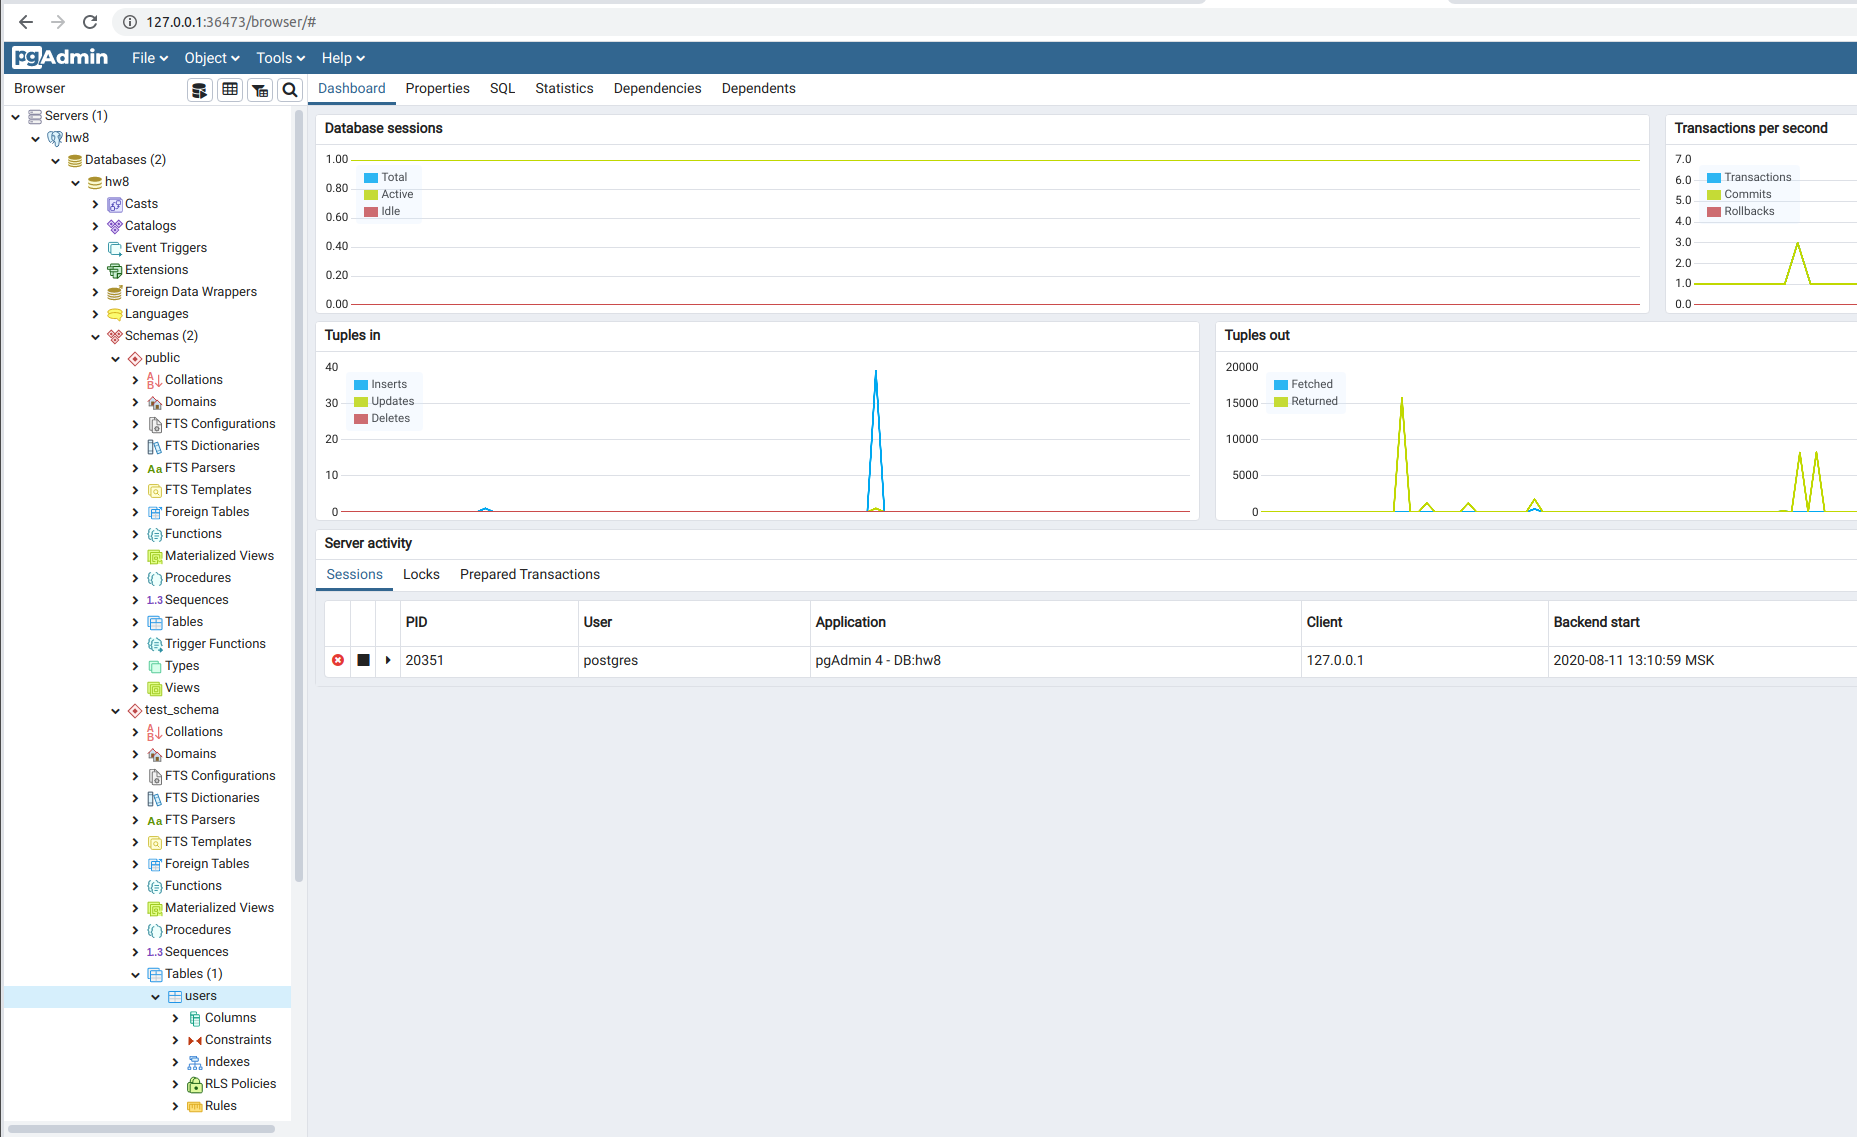 127.0.0.1:36473/browser/#
pgAdmin File Object Tools Help
Browser
Dashboard Properties SQL Statistics Dependencies Dependents
Servers (1)
hw8
Databases (2)
hw8
Casts
Catalogs
Event Triggers
Extensions
Foreign Data Wrappers
Languages
Schemas (2)
public
Collations
Domains
FTS Configurations
FTS Dictionaries
Aa FTS Parsers
FTS Templates
Foreign Tables
Functions
Materialized Views
Procedures
1..3 Sequences
Tables
Trigger Functions
Types
Views
test_schema
Collations
Domains
FTS Configurations
FTS Dictionaries
Aa FTS Parsers
FTS Templates
Foreign Tables
Functions
Materialized Views
Procedures
1..3 Sequences
Tables (1)
users
Columns
Constraints
Indexes
RLS Policies
Rules
Database sessions
1.00
0.80
0.60
0.40
0.20
0.00
Total
Active
Idle
Transactions per second
7.0
6.0
5.0
4.0
3.0
2.0
1.0
0.0
Transactions
Commits
Rollbacks
Tuples in
40
30
20
10
0
Inserts
Updates
Deletes
Tuples out
20000
15000
10000
5000
0
Fetched
Returned
Server activity
Sessions Locks Prepared Transactions
PID User Application Client Backend start
20351 postgres pgAdmin 4 - DB:hw8 127.0.0.1 2020-08-11 13:10:59 MSK